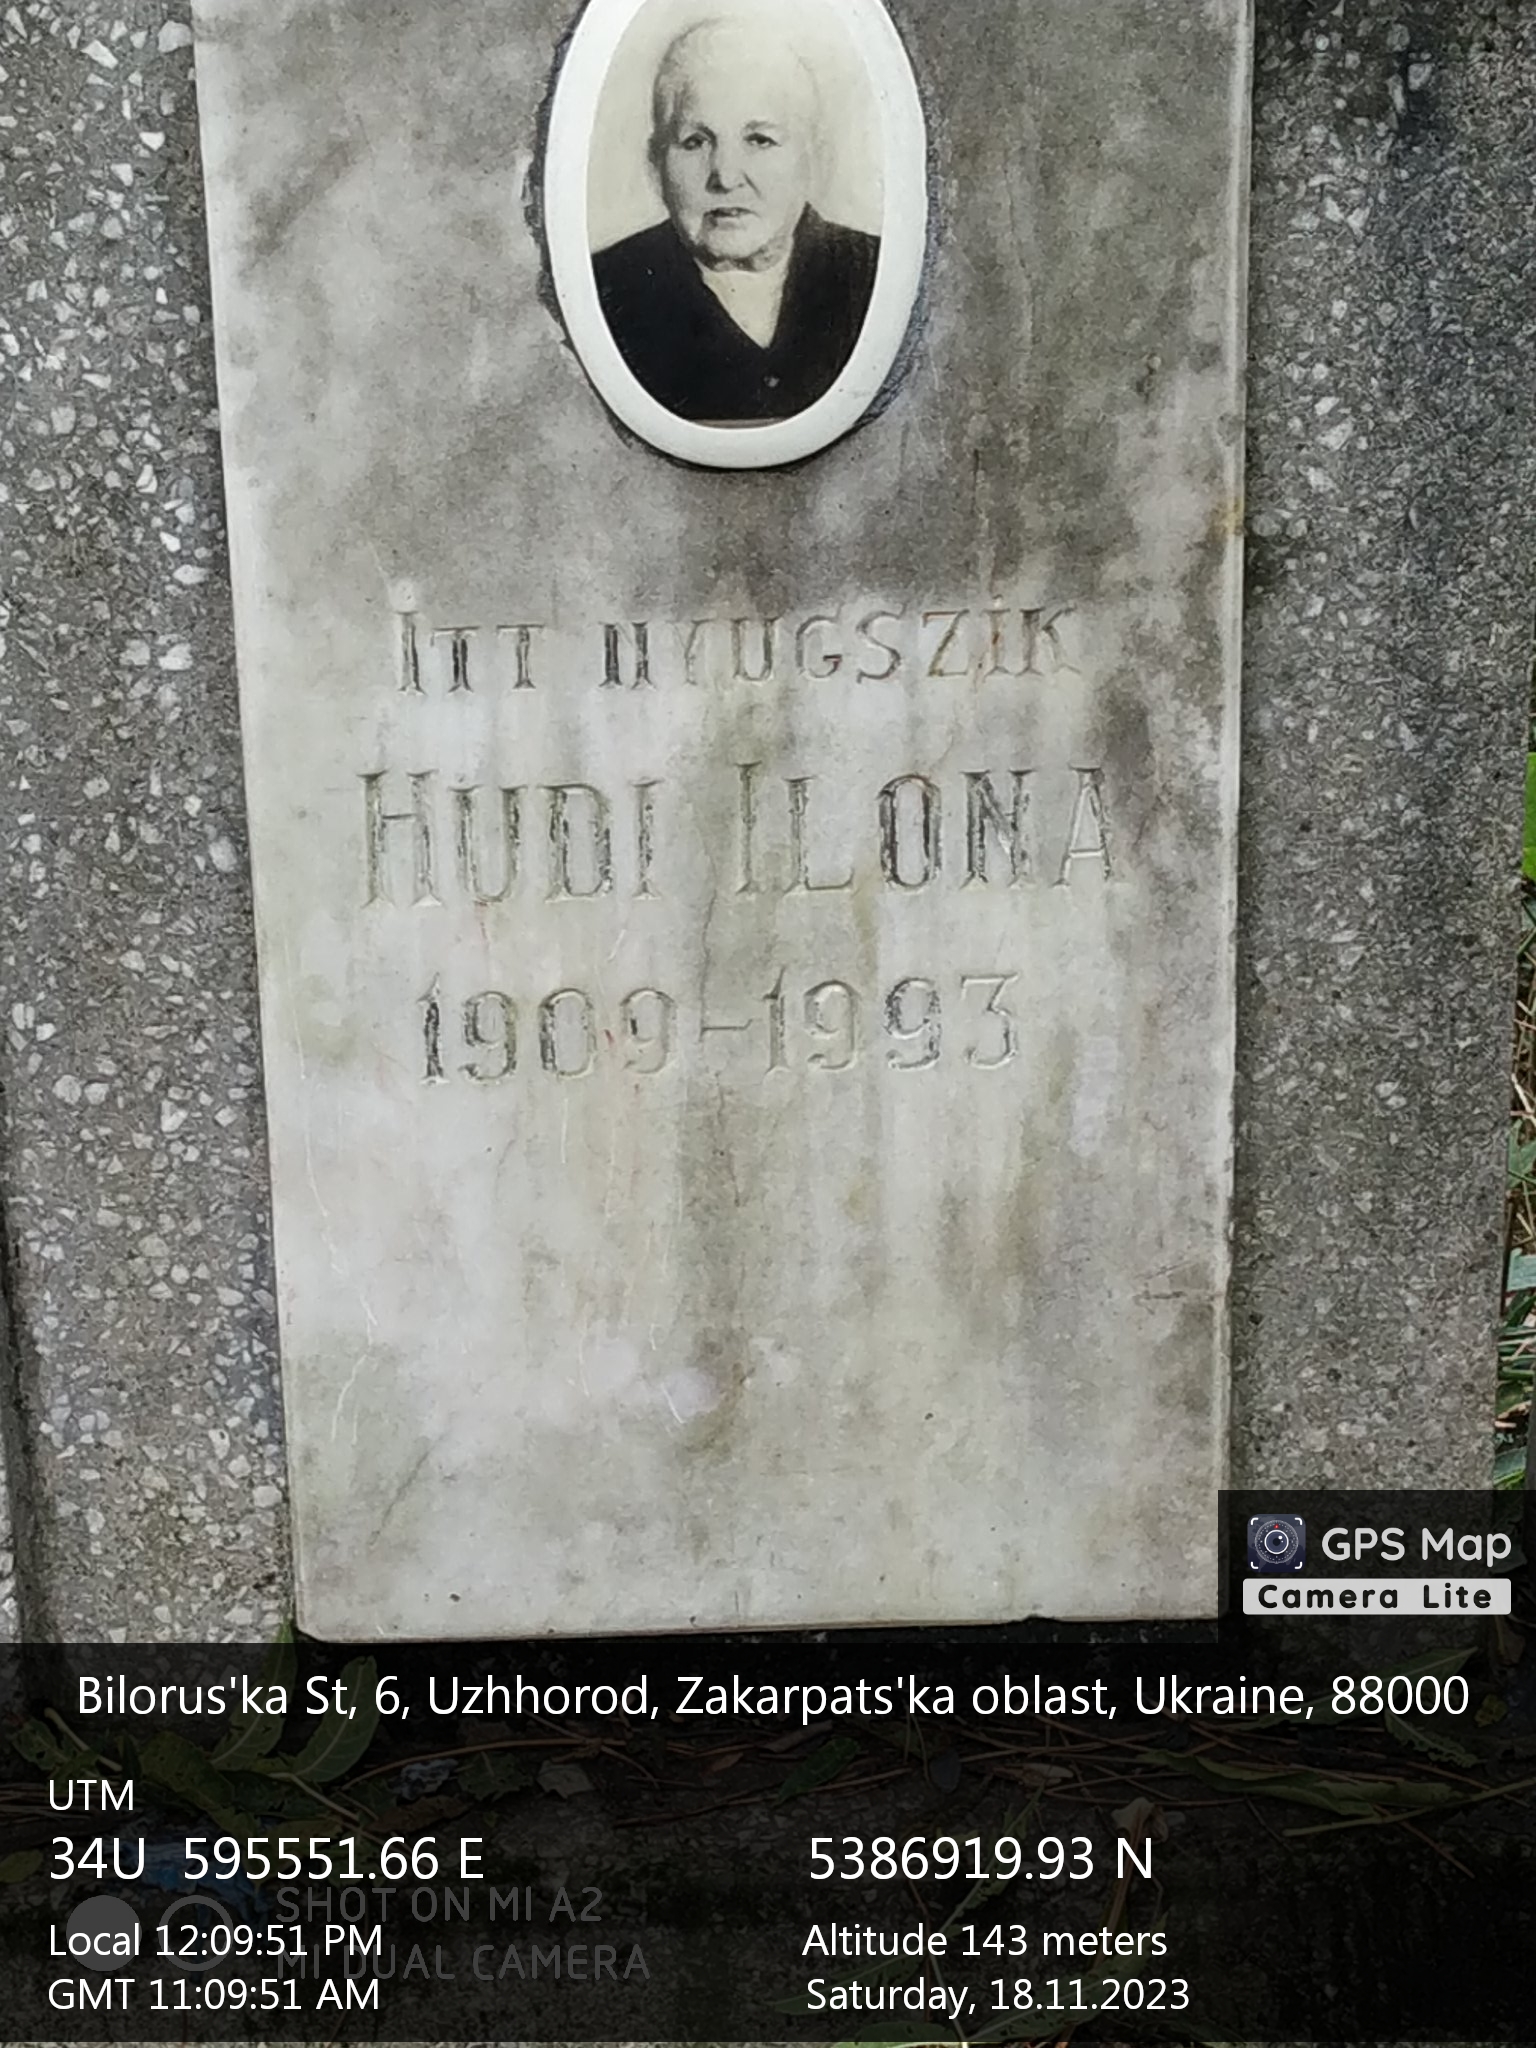 ITT NYUGSZIK
HUDI ILONA
1909-1993
GPS Map
Camera Lite
Bilorus'ka St, 6, Uzhhorod, Zakarpats'ka oblast, Ukraine, 88000
UTM
34U 595551.66 E
5386919.93 N
SHOT ON MI A2
MI DUAL CAMERA
Local 12:09:51 PM
Altitude 143 meters
GMT 11:09:51 AM
Saturday, 18.11.2023